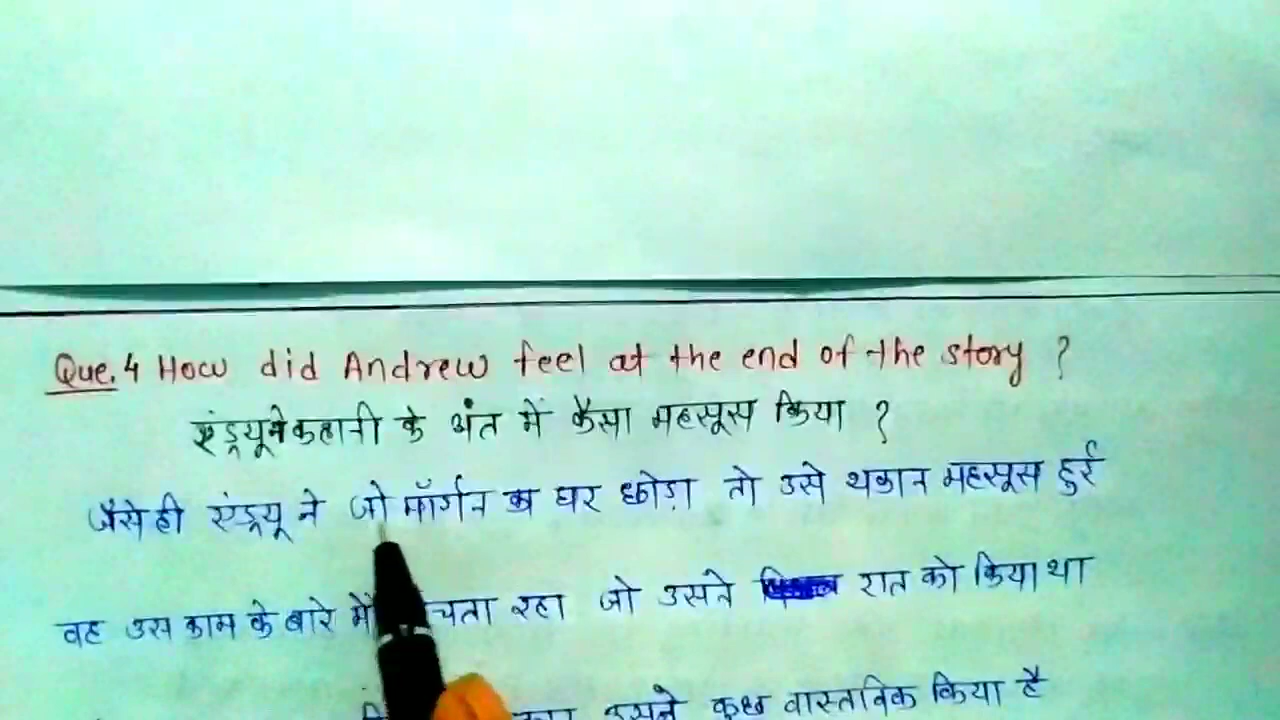 Que. 4 How did Andrew feel at the end of the story ?
एंड्रयू ने कहानी के अंत में कैसा महसूस किया ?
जैसे ही एंड्रयू ने जो मॉर्गन का घर छोड़ा तो उसे थकान महसूस हुई
वह उस काम के बारे में चता रहा जो उसने रात को किया था
उसने कुछ वास्तविक किया है